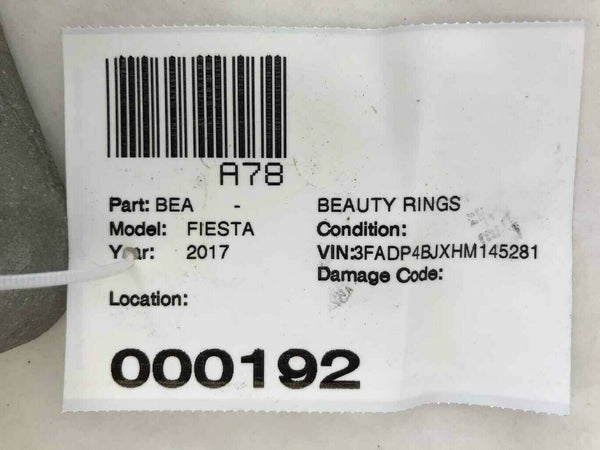 A78
Part: BEA - BEAUTY RINGS
Model: FIESTA Condition:
Year: 2017 VIN:3FADP4BJXHM145281
Damage Code:
Location:
000192